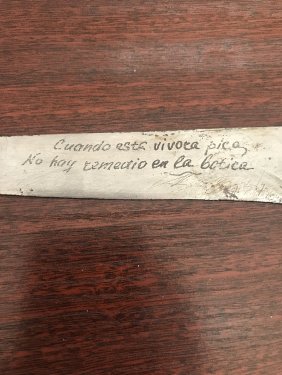 Cuando esta vivora pica,
No hay remedio en la botica